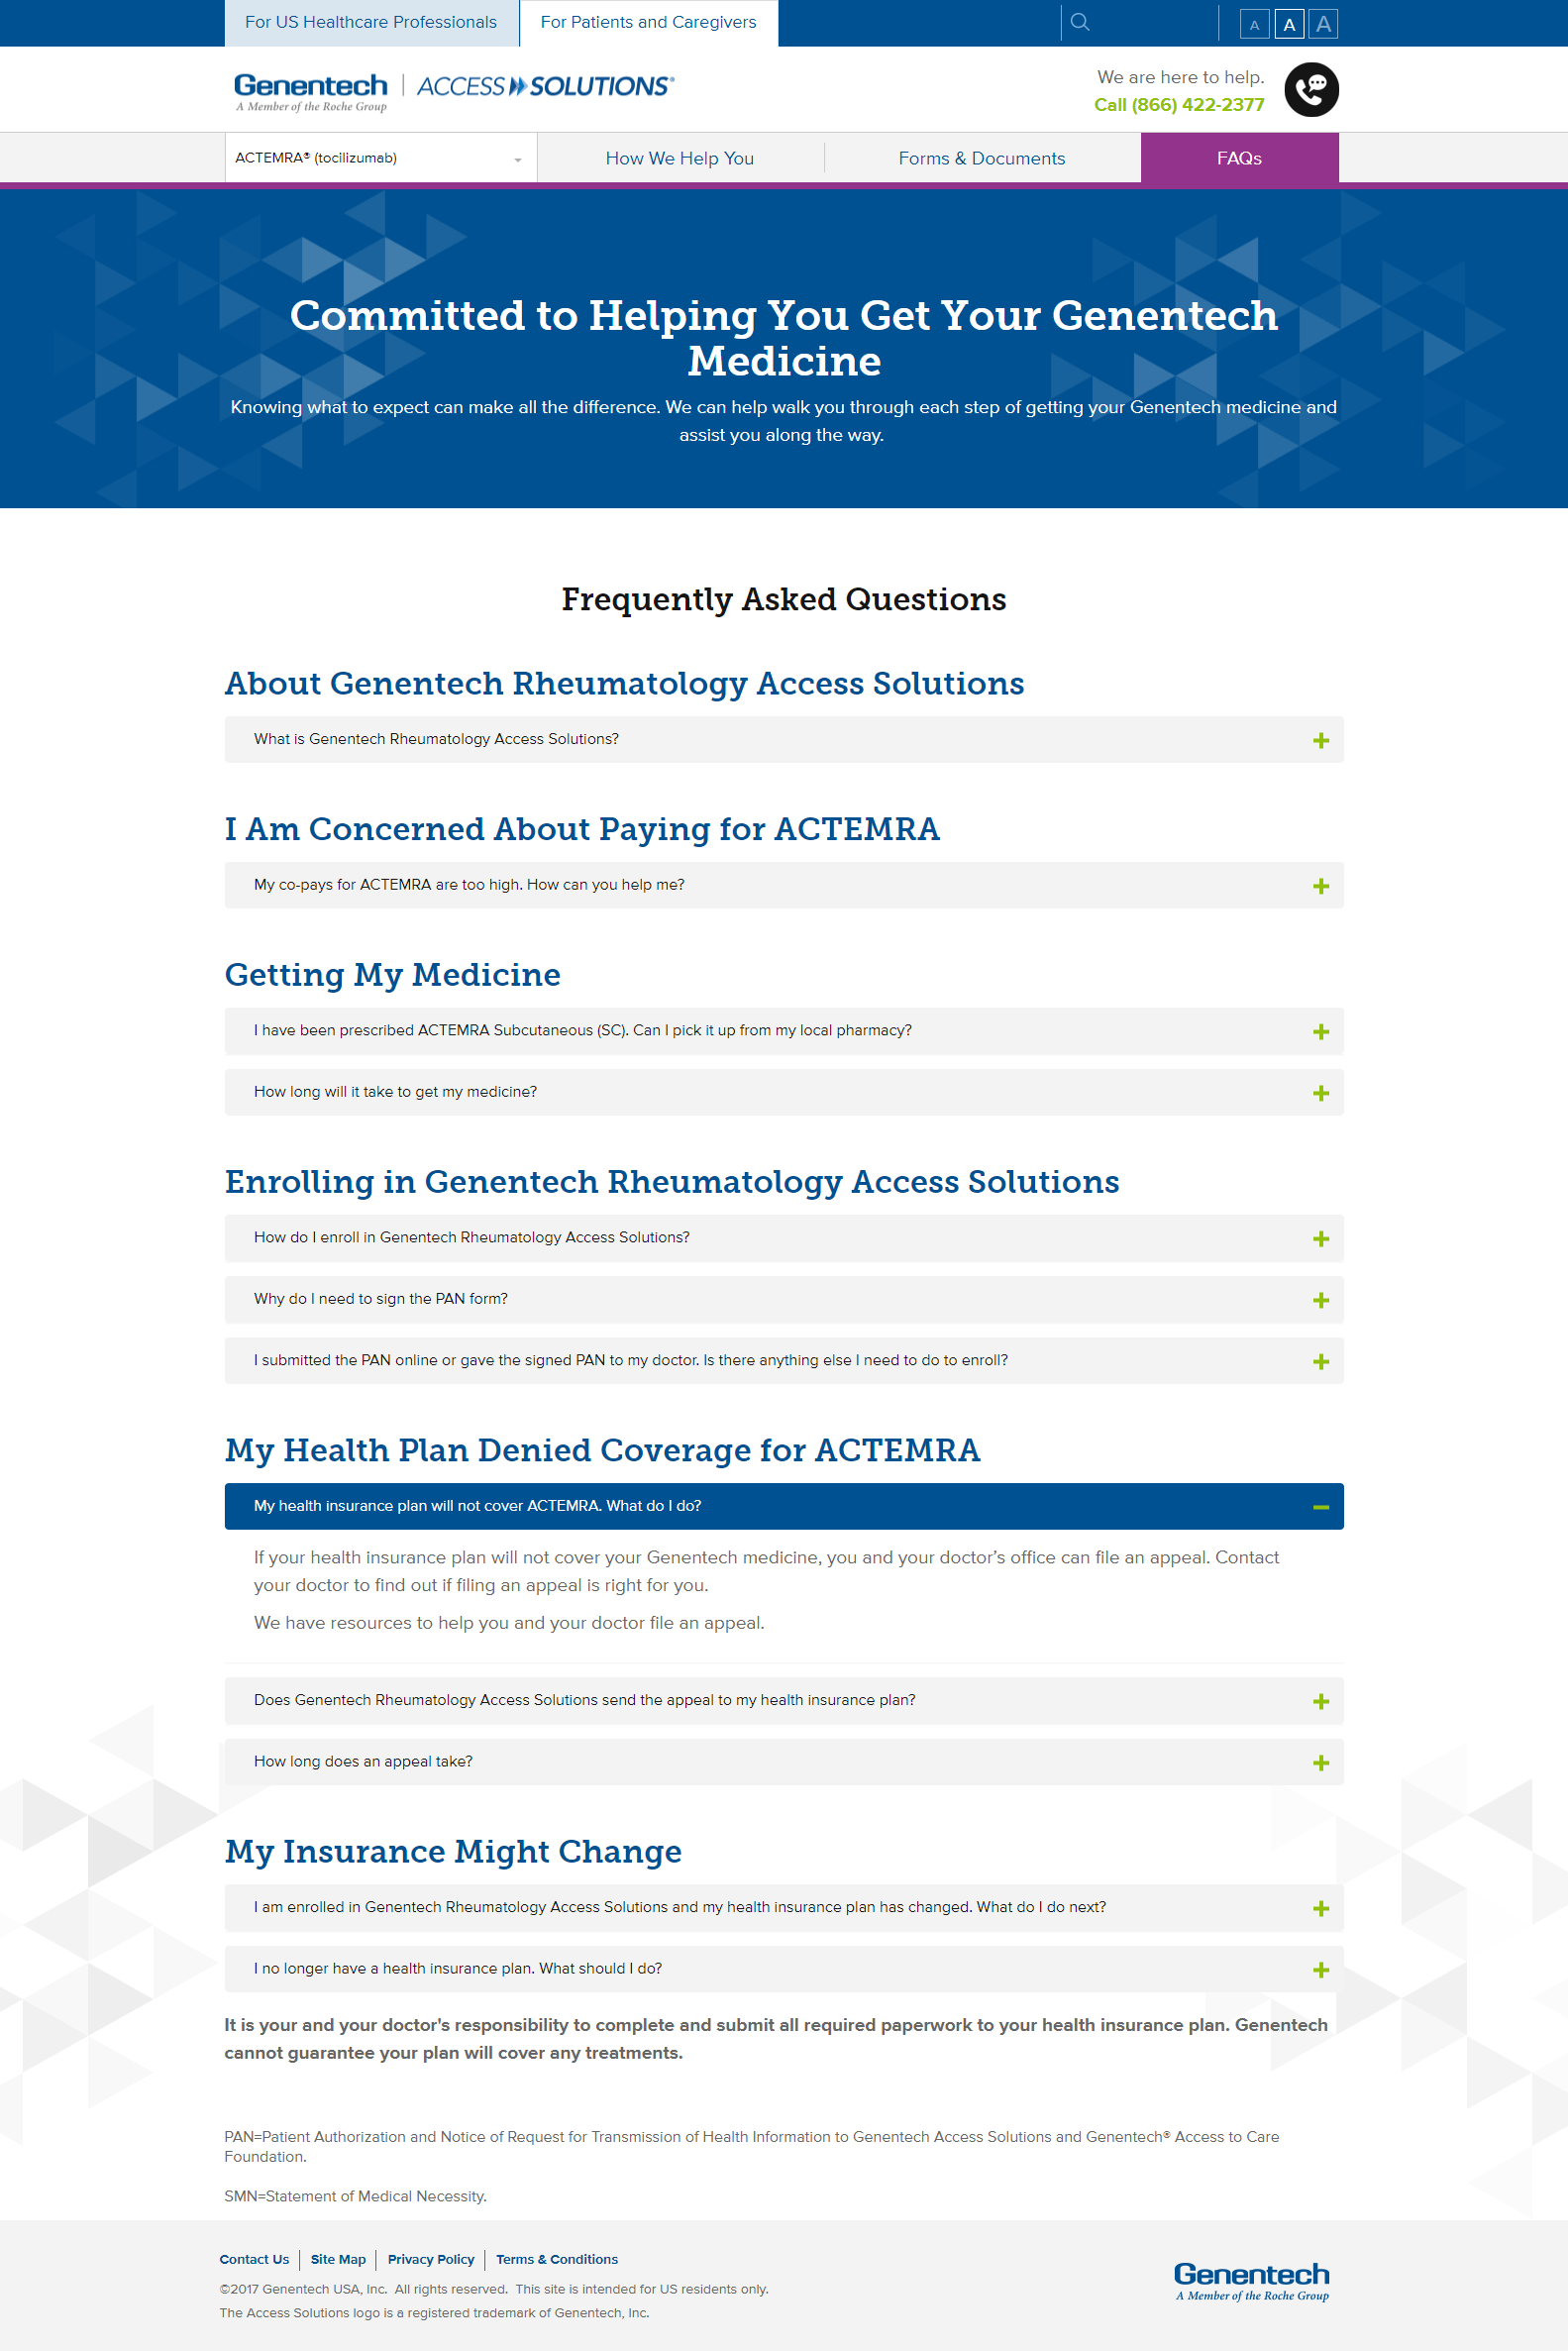 For US Healthcare Professionals
For Patients and Caregivers
A A A
Genentech
A Member of the Roche Group
ACCESS SOLUTIONS®
We are here to help.
Call (866) 422-2377
ACTEMRA® (tocilizumab)
How We Help You
Forms & Documents
FAQs
Committed to Helping You Get Your Genentech
Medicine
Knowing what to expect can make all the difference. We can help walk you through each step of getting your Genentech medicine and
assist you along the way.
Frequently Asked Questions
About Genentech Rheumatology Access Solutions
What is Genentech Rheumatology Access Solutions?
I Am Concerned About Paying for ACTEMRA
My co-pays for ACTEMRA are too high. How can you help me?
Getting My Medicine
I have been prescribed ACTEMRA Subcutaneous (SC). Can I pick it up from my local pharmacy?
How long will it take to get my medicine?
Enrolling in Genentech Rheumatology Access Solutions
How do I enroll in Genentech Rheumatology Access Solutions?
Why do I need to sign the PAN form?
I submitted the PAN online or gave the signed PAN to my doctor. Is there anything else I need to do to enroll?
My Health Plan Denied Coverage for ACTEMRA
My health insurance plan will not cover ACTEMRA. What do I do?
If your health insurance plan will not cover your Genentech medicine, you and your doctor’s office can file an appeal. Contact
your doctor to find out if filing an appeal is right for you.
We have resources to help you and your doctor file an appeal.
Does Genentech Rheumatology Access Solutions send the appeal to my health insurance plan?
How long does an appeal take?
My Insurance Might Change
I am enrolled in Genentech Rheumatology Access Solutions and my health insurance plan has changed. What do I do next?
I no longer have a health insurance plan. What should I do?
It is your and your doctor's responsibility to complete and submit all required paperwork to your health insurance plan. Genentech
cannot guarantee your plan will cover any treatments.
PAN=Patient Authorization and Notice of Request for Transmission of Health Information to Genentech Access Solutions and Genentech® Access to Care
Foundation.
SMN=Statement of Medical Necessity.
Contact Us | Site Map | Privacy Policy | Terms & Conditions
©2017 Genentech USA, Inc. All rights reserved. This site is intended for US residents only.
The Access Solutions logo is a registered trademark of Genentech, Inc.
Genentech
A Member of the Roche Group